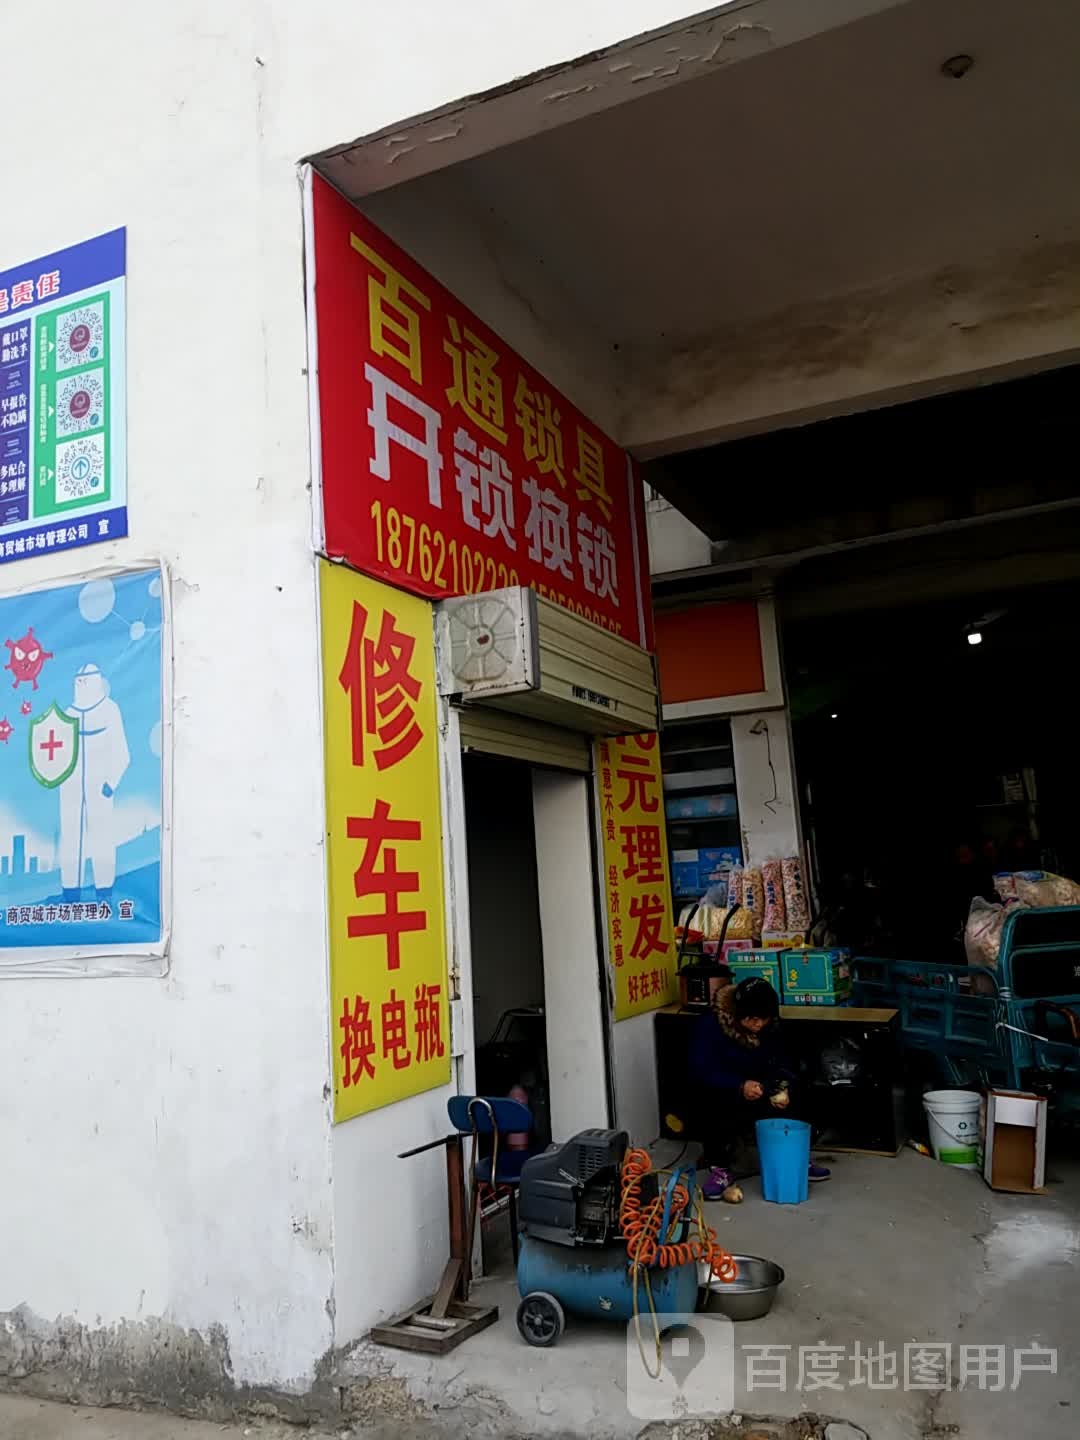 是责任
戴口罩
勤洗手
早报告
不隐瞒
多配合
多理解
商贸城市场管理公司 宣
商贸城市场管理办 宣
百通锁具
开锁换锁
修车
换电瓶
元理发
满意不贵 经济实惠
好在来!!
百度地图用户